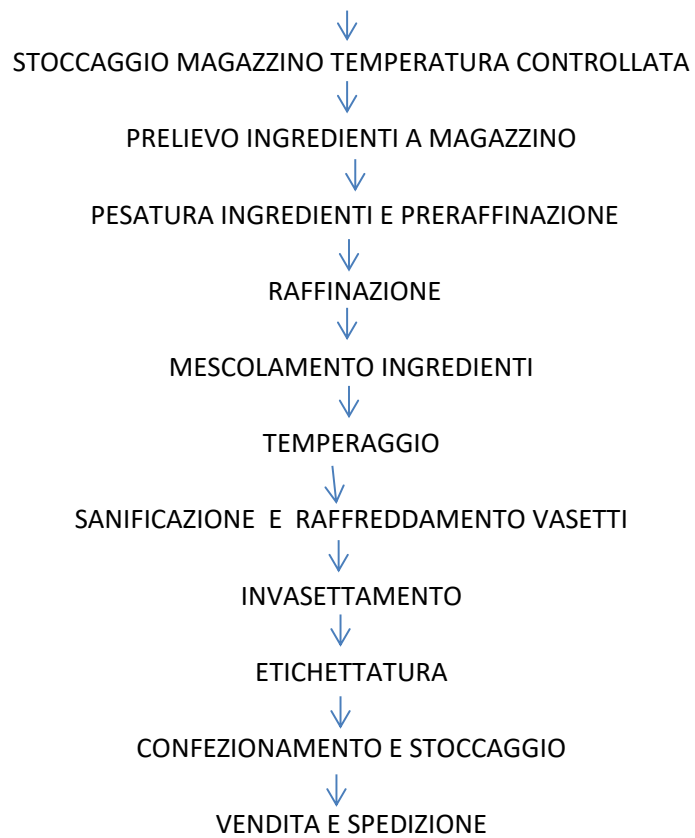 STOCCAGGIO MAGAZZINO TEMPERATURA CONTROLLATA
PRELIEVO INGREDIENTI A MAGAZZINO
PESATURA INGREDIENTI E PRERAFFINAZIONE
RAFFINAZIONE
MESCOLAMENTO INGREDIENTI
TEMPERAGGIO
SANIFICAZIONE E RAFFREDDAMENTO VASETTI
INVASETTAMENTO
ETICHETTATURA
CONFEZIONAMENTO E STOCCAGGIO
VENDITA E SPEDIZIONE